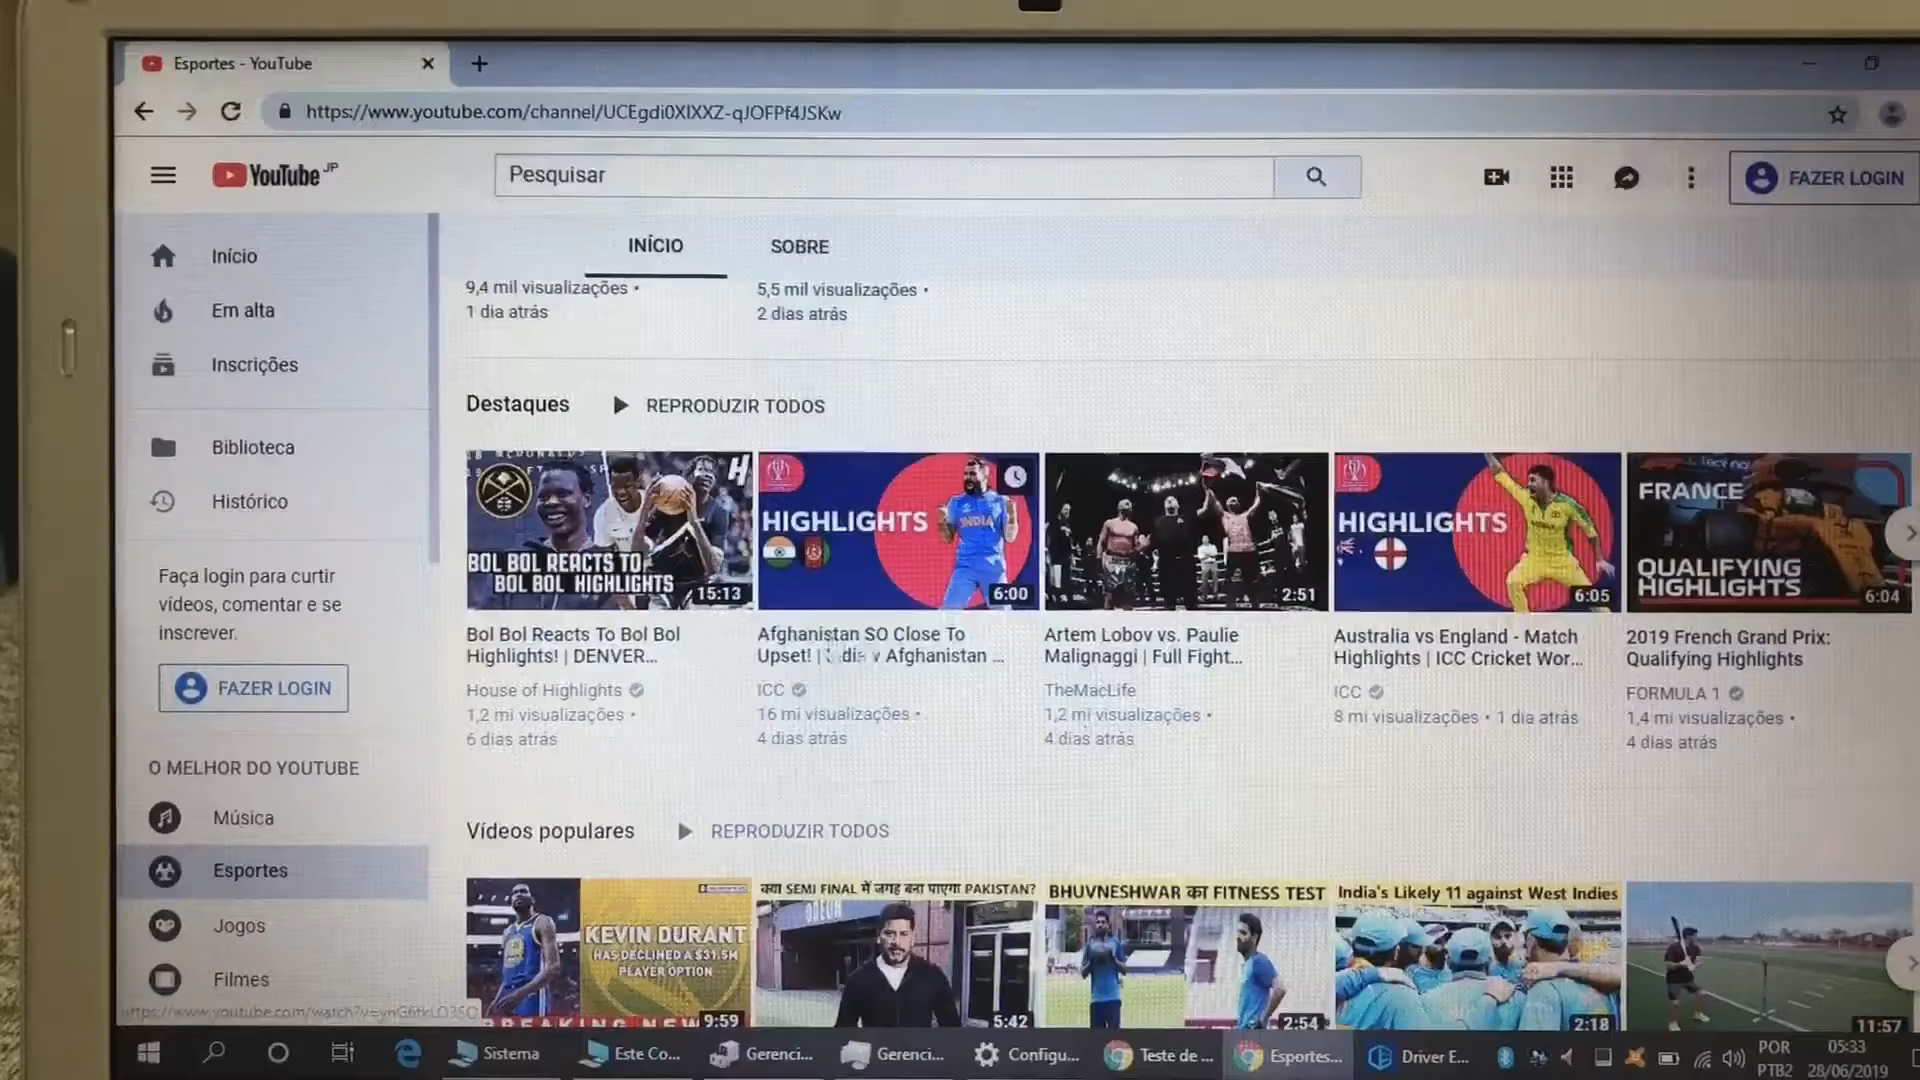 Esportes - YouTube
https://www.youtube.com/channel/UCEgdi0XIXXZ-qJOFPf4JSKw
YouTube JP
Pesquisar
FAZER LOGIN
Início
Em alta
Inscrições
Biblioteca
Histórico
Faça login para curtir
vídeos, comentar e se
inscrever.
FAZER LOGIN
O MELHOR DO YOUTUBE
Música
Esportes
Jogos
Filmes
INÍCIO SOBRE
9,4 mil visualizações •
1 dia atrás
5,5 mil visualizações •
2 dias atrás
Destaques REPRODUZIR TODOS
BOL BOL REACTS TO
BOL BOL HIGHLIGHTS
15:13
Bol Bol Reacts To Bol Bol
Highlights! | DENVER...
House of Highlights
1,2 mi visualizações •
6 dias atrás
HIGHLIGHTS
INDIA
6:00
Afghanistan SO Close To
Upset! | Afghanistan ...
ICC
16 mi visualizações •
4 dias atrás
2:51
Artem Lobov vs. Paulie
Malignaggi | Full Fight...
TheMacLife
1,2 mi visualizações •
4 dias atrás
HIGHLIGHTS
6:05
Australia vs England - Match
Highlights | ICC Cricket Wor...
ICC
8 mi visualizações • 1 dia atrás
FRANCE
QUALIFYING
HIGHLIGHTS
6:04
2019 French Grand Prix:
Qualifying Highlights
FORMULA 1
1,4 mi visualizações •
4 dias atrás
Vídeos populares REPRODUZIR TODOS
KEVIN DURANT
HAS DECLINED A $31.5M
PLAYER OPTION
BREAKING NEW
9:59
क्या SEMI FINAL में जगह बना पाएगा PAKISTAN?
5:42
BHUVNESHWAR का FITNESS TEST
2:54
India's Likely 11 against West Indies
2:18
11:57
Sistema
Este Co...
Gerenci...
Gerenci...
Configu...
Teste de ...
Esportes...
Driver E...
POR
PTB2
05:33
28/06/2019